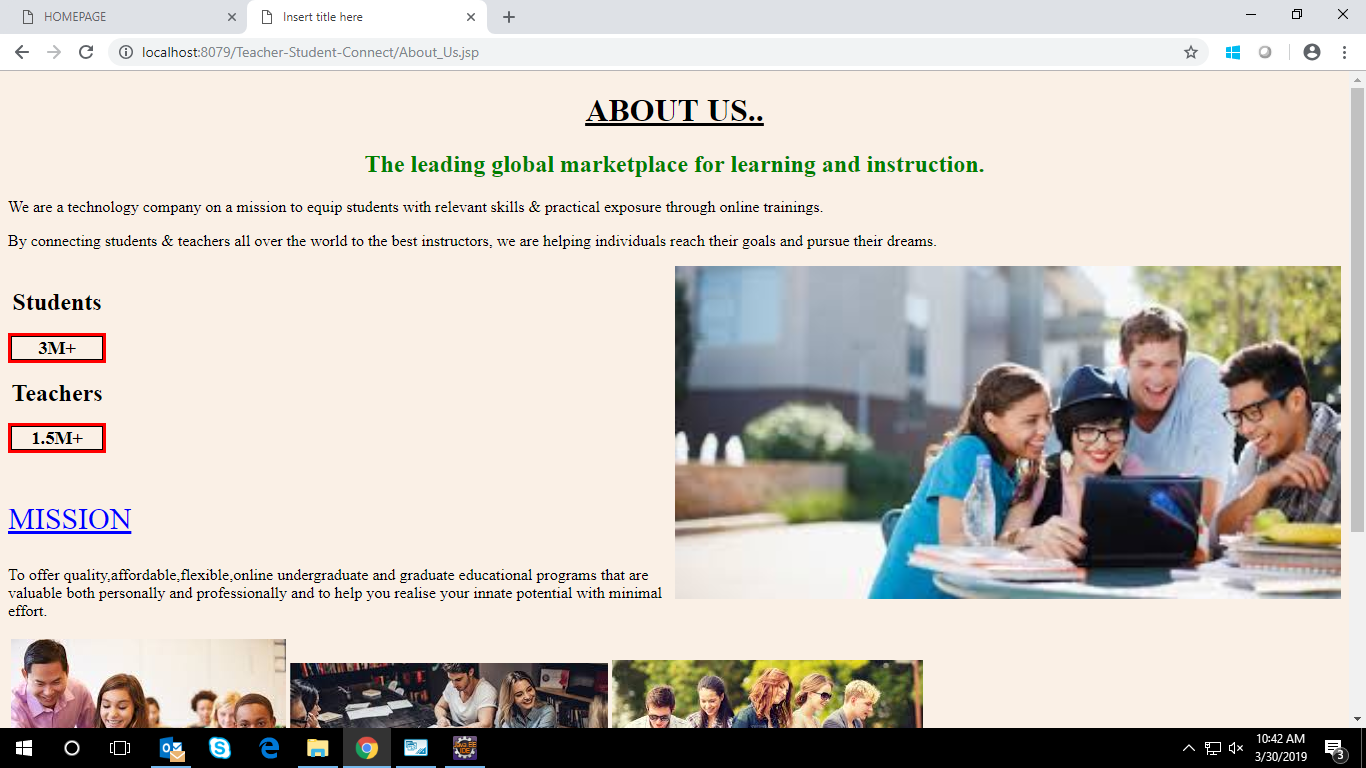 HOMEPAGE
Insert title here
localhost:8079/Teacher-Student-Connect/About_Us.jsp
ABOUT US..
The leading global marketplace for learning and instruction.
We are a technology company on a mission to equip students with relevant skills & practical exposure through online trainings.
By connecting students & teachers all over the world to the best instructors, we are helping individuals reach their goals and pursue their dreams.
Students
3M+
Teachers
1.5M+
MISSION
To offer quality,affordable,flexible,online undergraduate and graduate educational programs that are
valuable both personally and professionally and to help you realise your innate potential with minimal
effort.
10:42 AM
3/30/2019
3